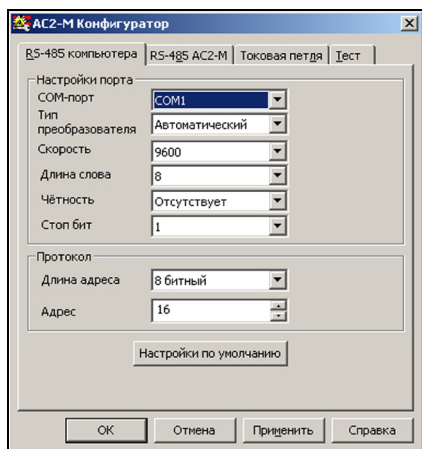 АС2-М Конфигуратор
RS-485 компьютера RS-485 АС2-М Токовая петля Тест
Настройки порта
COM-порт COM1
Тип
преобразователя Автоматический
Скорость 9600
Длина слова 8
Чётность Отсутствует
Стоп бит 1
Протокол
Длина адреса 8 битный
Адрес 16
Настройки по умолчанию
ОК Отмена Применить Справка